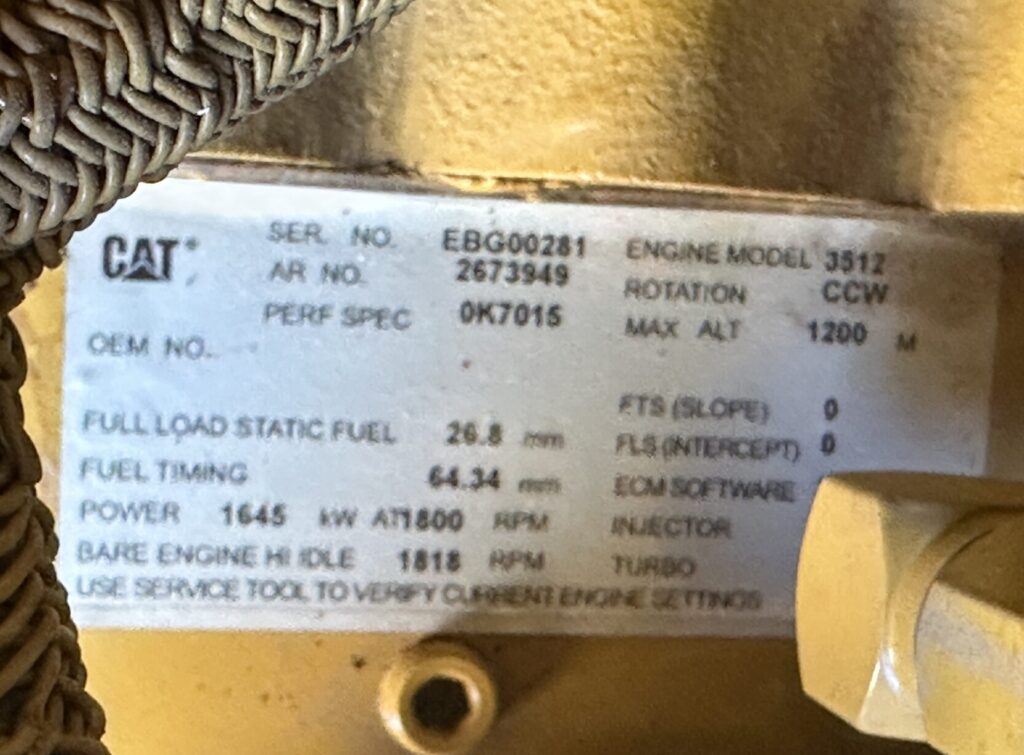 CAT
SER. NO. EBG00281
AR NO. 2673949
PERF SPEC 0K7015
OEM NO.
ENGINE MODEL 3512
ROTATION CCW
MAX ALT 1200 M
FULL LOAD STATIC FUEL 26.8 mm
FUEL TIMING 64.34 mm
POWER 1645 kW AT 1800 RPM
BARE ENGINE HI IDLE 1818 RPM
FTS (SLOPE) 0
FLS (INTERCEPT) 0
ECM SOFTWARE
INJECTOR
TURBO
USE SERVICE TOOL TO VERIFY CURRENT ENGINE SETTINGS